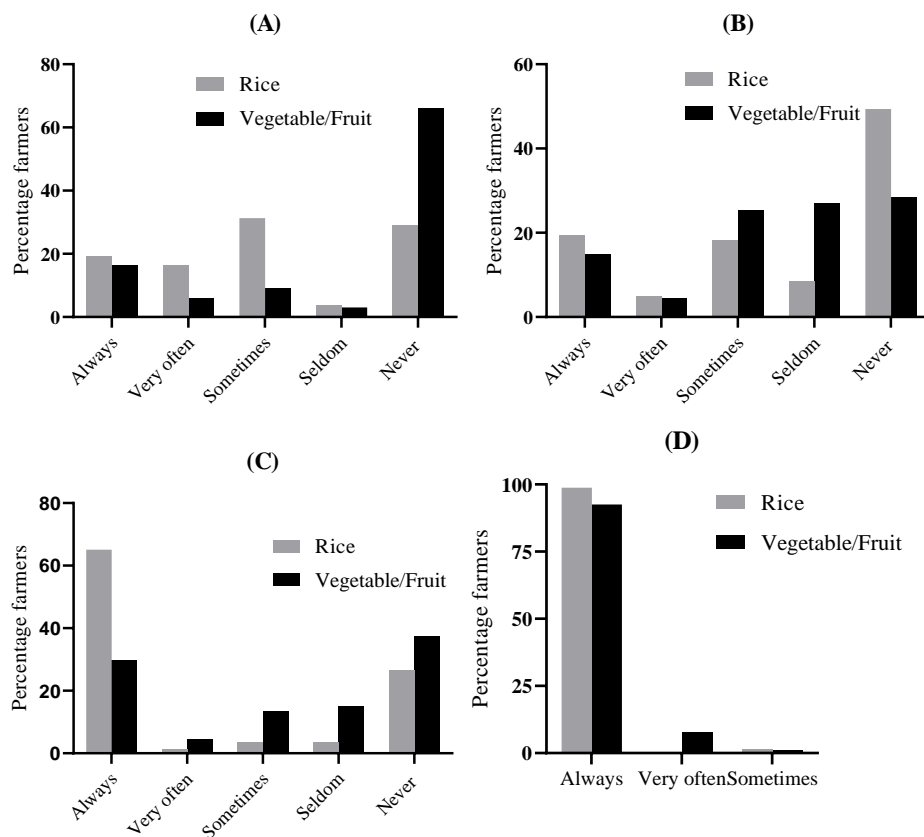 (A)
Percentage farmers
80
60
40
20
0
Rice
Vegetable/Fruit
Always
Very often
Sometimes
Seldom
Never
(B)
Percentage farmers
60
40
20
0
Rice
Vegetable/Fruit
Always
Very often
Sometimes
Seldom
Never
(C)
Percentage farmers
80
60
40
20
0
Rice
Vegetable/Fruit
Always
Very often
Sometimes
Seldom
Never
(D)
Percentage farmers
100
75
50
25
0
Rice
Vegetable/Fruit
Always
Very often
Sometimes